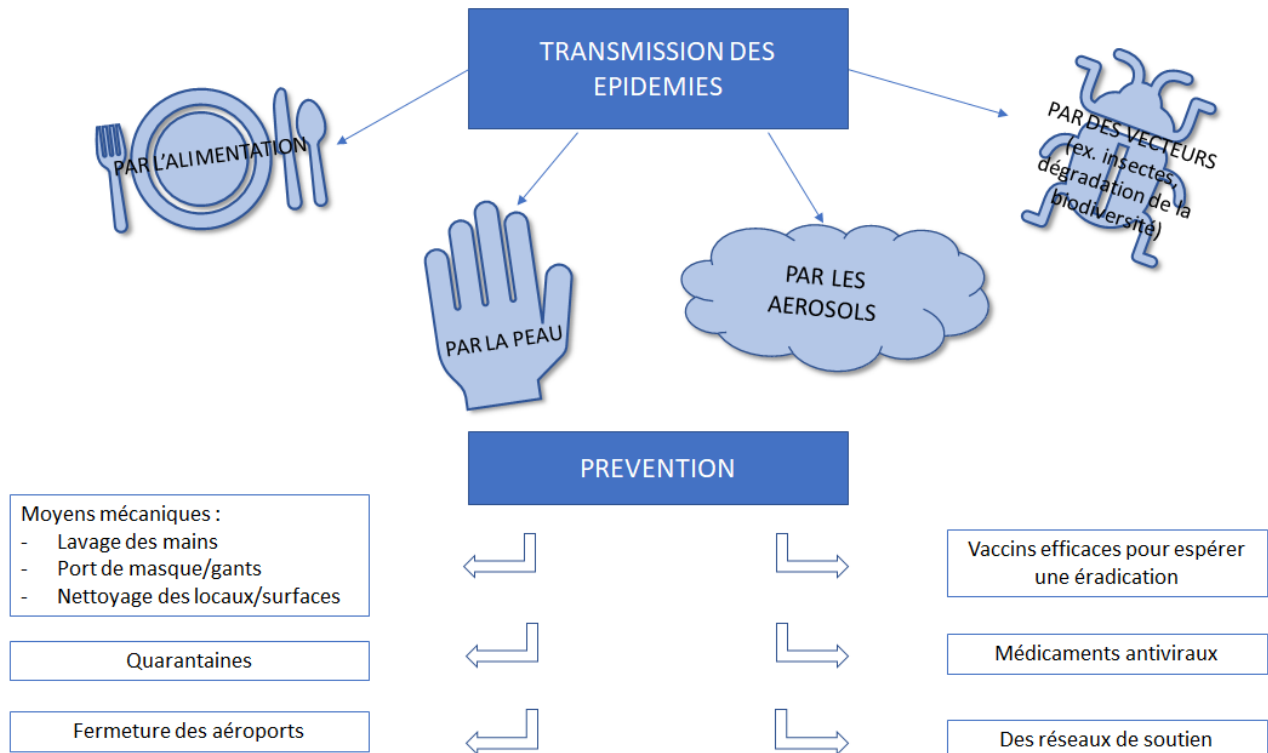 TRANSMISSION DES
EPIDEMIES
PAR L'ALIMENTATION
PAR LA PEAU
PAR LES
AEROSOLS
PAR DES VECTEURS
(ex. insectes,
dégradation de la
biodiversité)
PREVENTION
Moyens mécaniques :
- Lavage des mains
- Port de masque/gants
- Nettoyage des locaux/surfaces
Quarantaines
Fermeture des aéroports
Vaccins efficaces pour espérer
une éradication
Médicaments antiviraux
Des réseaux de soutien